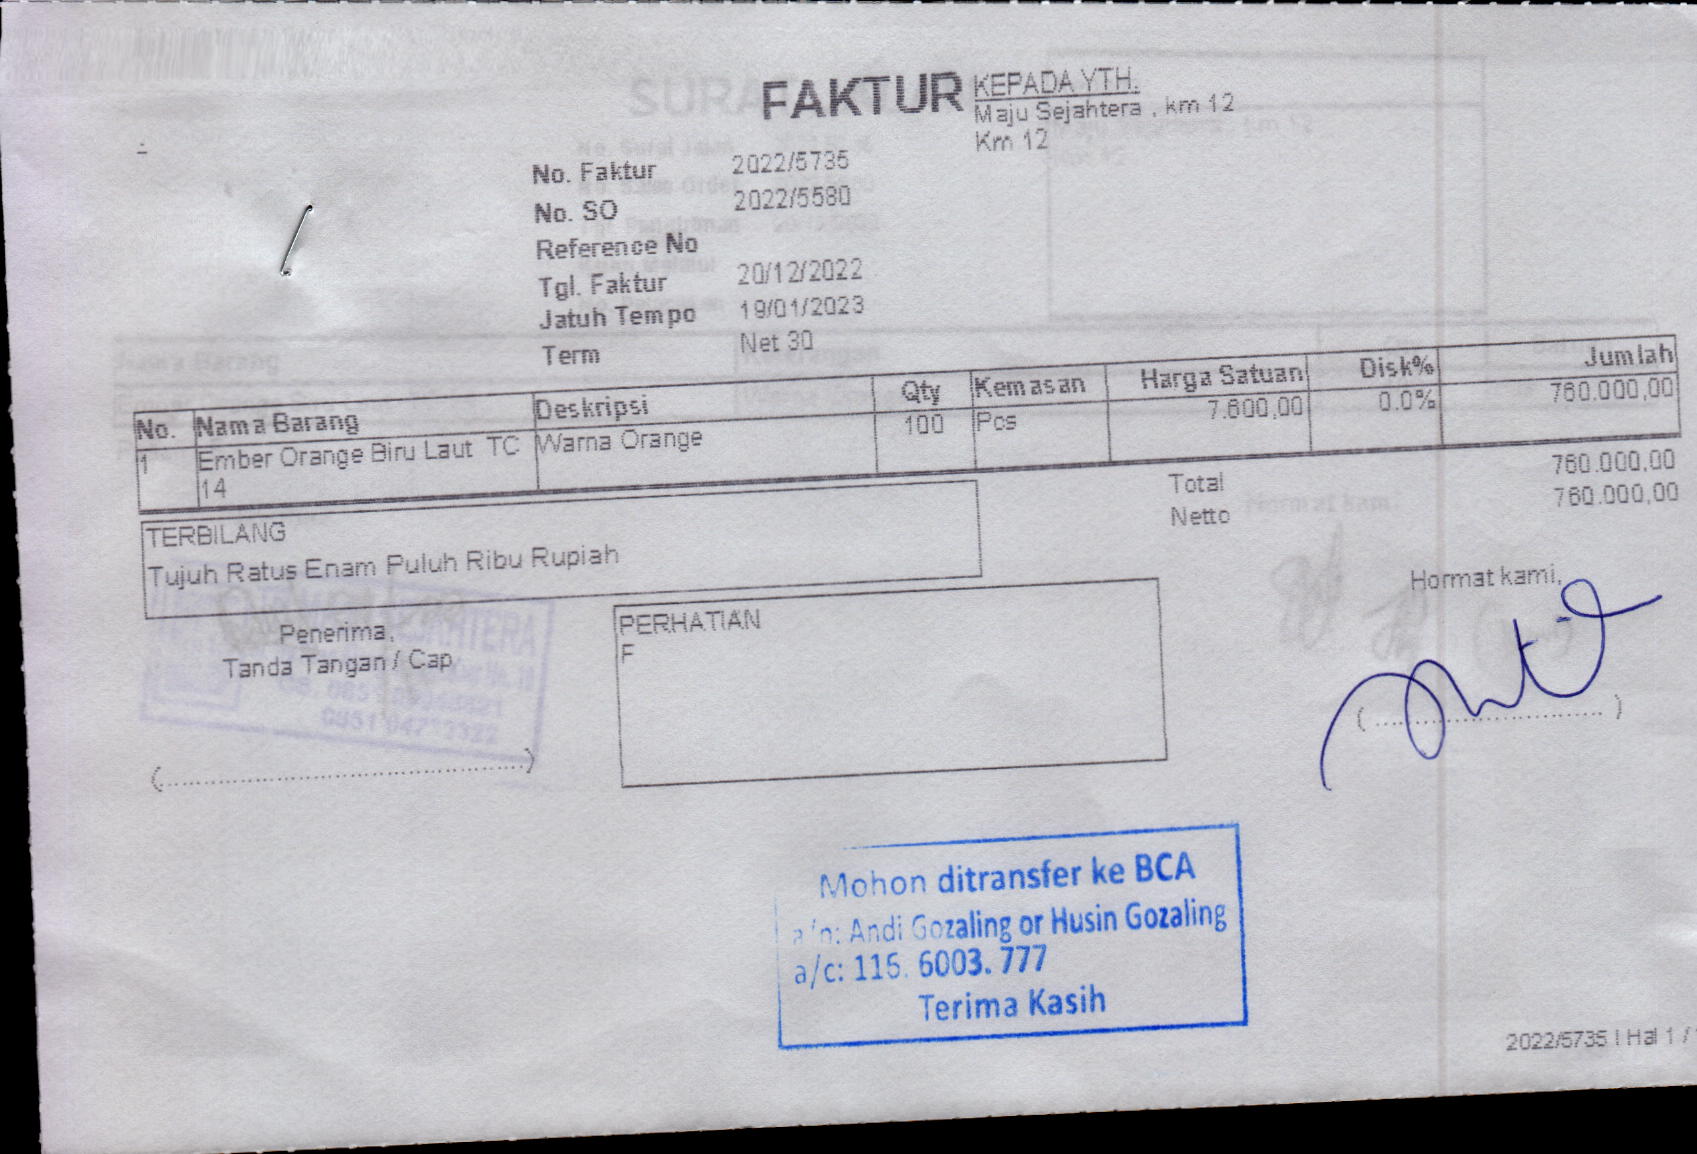 FAKTUR
KEPADA YTH.
Maju Sejahtera , km 12
Km 12
No. Faktur 2022/5735
No. SO 2022/5580
Reference No
Tgl. Faktur 20/12/2022
Jatuh Tempo 19/01/2023
Term Net 30
No. Nama Barang Deskripsi Qty Kemasan Harga Satuan Disk% Jumlah
1 Ember Orange Biru Laut TC Warna Orange 100 Pcs 7.600,00 0.0% 760.000,00
14
Total 760.000,00
Netto 760.000,00
TERBILANG
Tujuh Ratus Enam Puluh Ribu Rupiah
Penerima,
Tanda Tangan / Cap
(..................................................)
PERHATIAN
F
Hormat kami,
(................................)
Mohon ditransfer ke BCA
a/n: Andi Gozaling or Husin Gozaling
a/c: 115. 6003. 777
Terima Kasih
2022/5735 | Hal 1 /